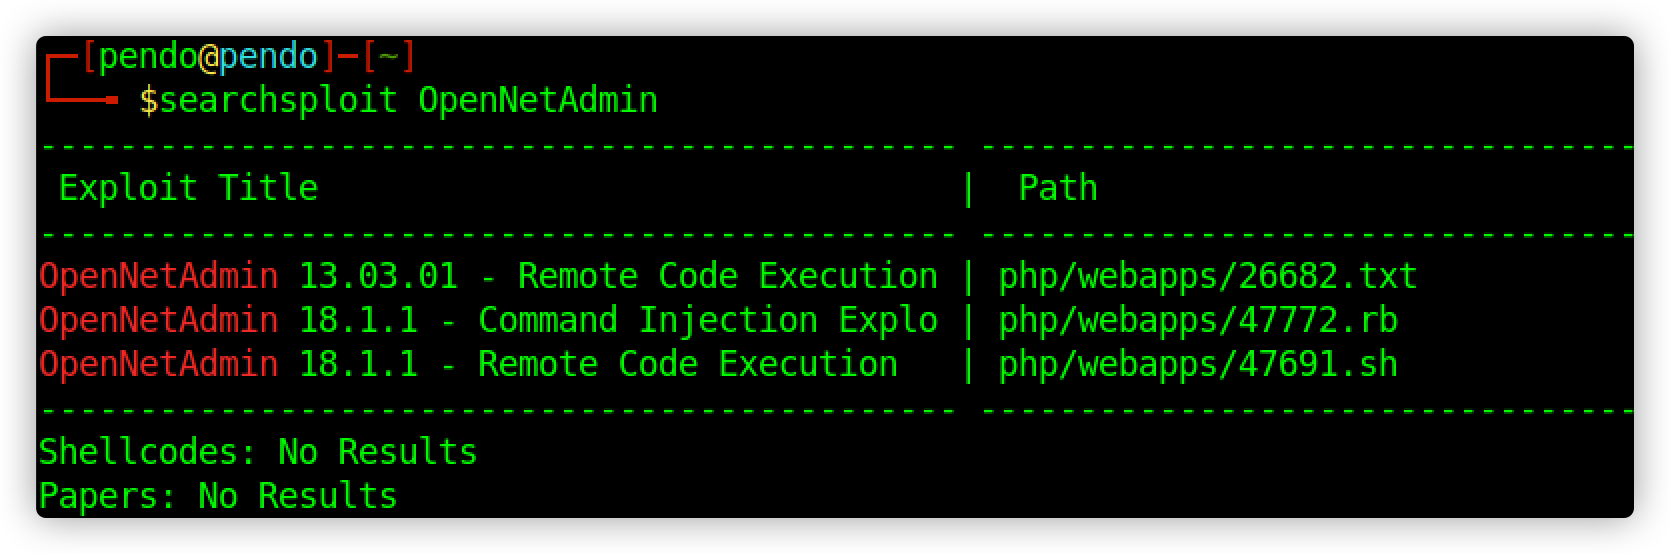 [pendo@pendo]─[~]
$searchsploit OpenNetAdmin
---------------------------------------------- ---------------------------------
Exploit Title | Path
---------------------------------------------- ---------------------------------
OpenNetAdmin 13.03.01 - Remote Code Execution | php/webapps/26682.txt
OpenNetAdmin 18.1.1 - Command Injection Explo | php/webapps/47772.rb
OpenNetAdmin 18.1.1 - Remote Code Execution | php/webapps/47691.sh
---------------------------------------------- ---------------------------------
Shellcodes: No Results
Papers: No Results